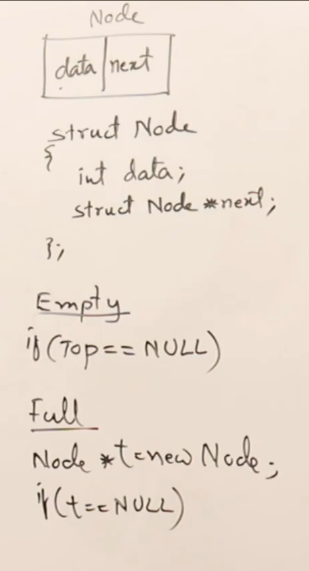 Node
data next
struct Node
{
int data;
struct Node *next;
};
Empty
if(Top==NULL)
Full
Node *t=new Node;
if(t==NULL)